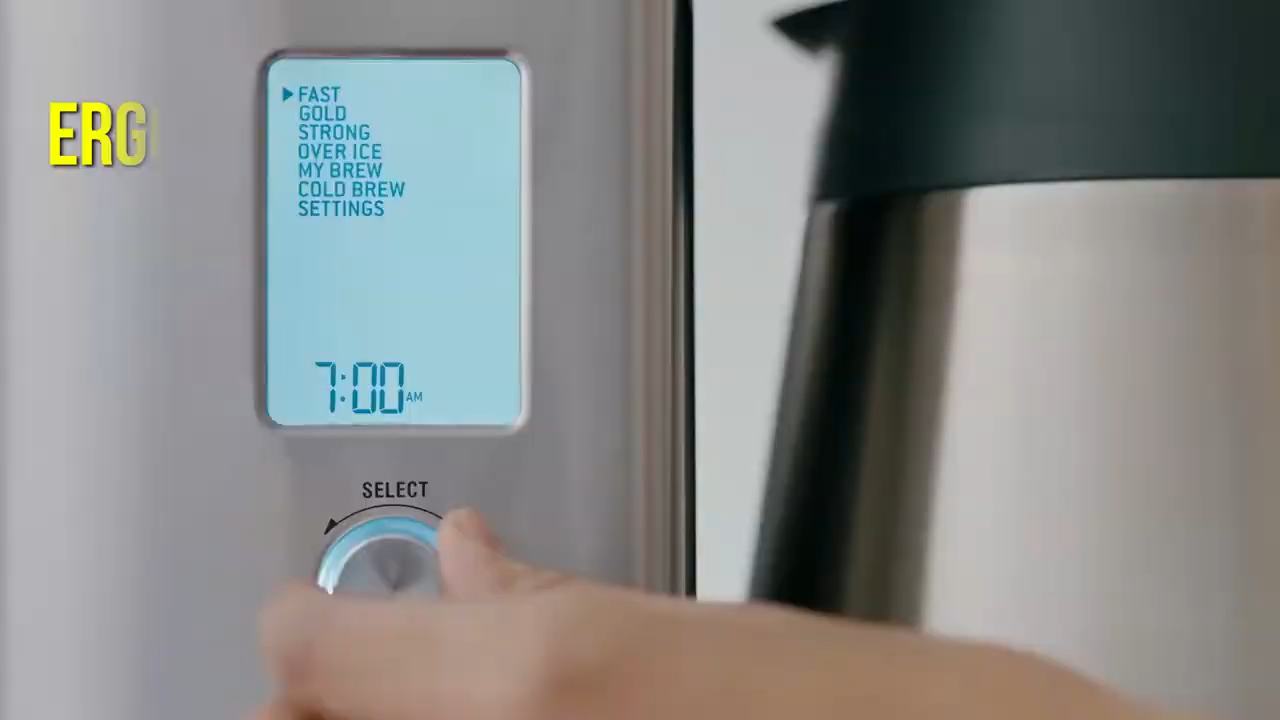 ERG
FAST
GOLD
STRONG
OVER ICE
MY BREW
COLD BREW
SETTINGS
7:00 AM
SELECT